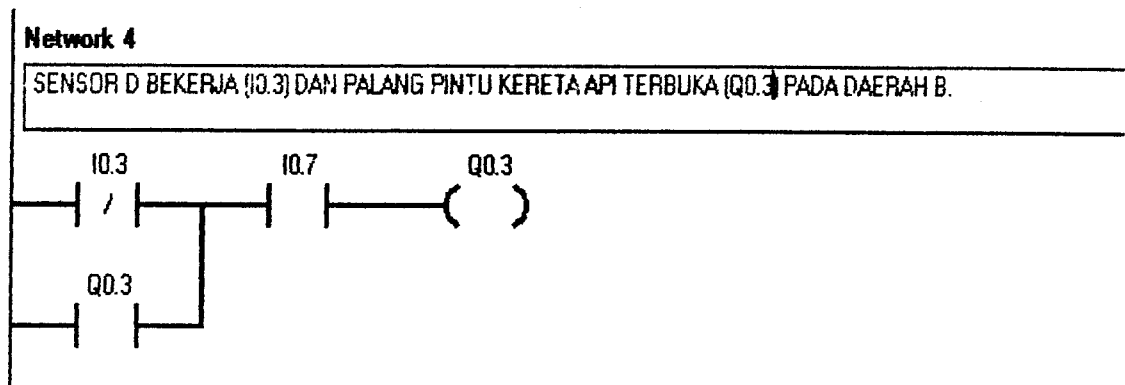 Network 4
SENSOR D BEKERJA (I0.3) DAN PALANG PINTU KERETA API TERBUKA (Q0.3) PADA DAERAH B.
I0.3 I0.7 Q0.3
/
Q0.3